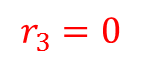 r₃ = 0